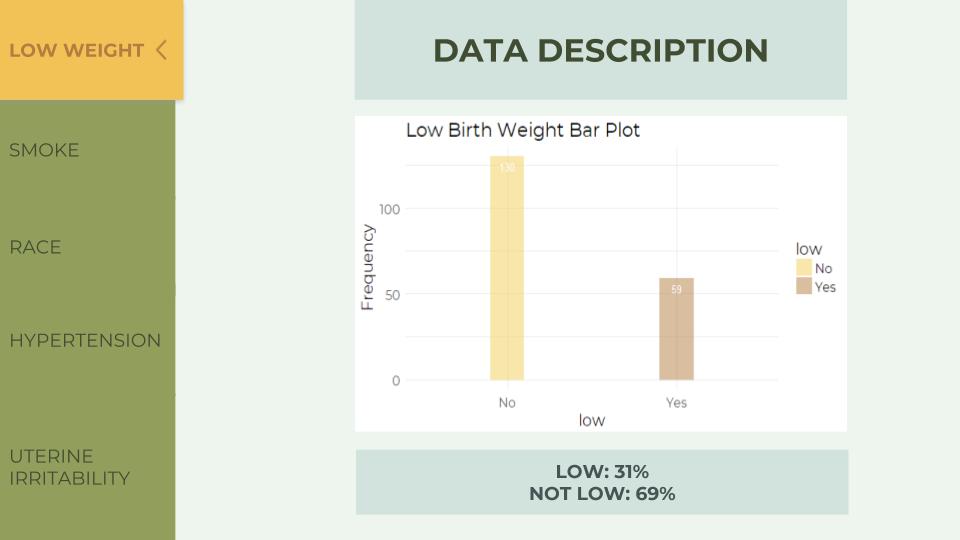 LOW WEIGHT
SMOKE
RACE
HYPERTENSION
UTERINE
IRRITABILITY
DATA DESCRIPTION
Low Birth Weight Bar Plot
Frequency
100
50
0
130
59
No
Yes
low
low
No
Yes
LOW: 31%
NOT LOW: 69%